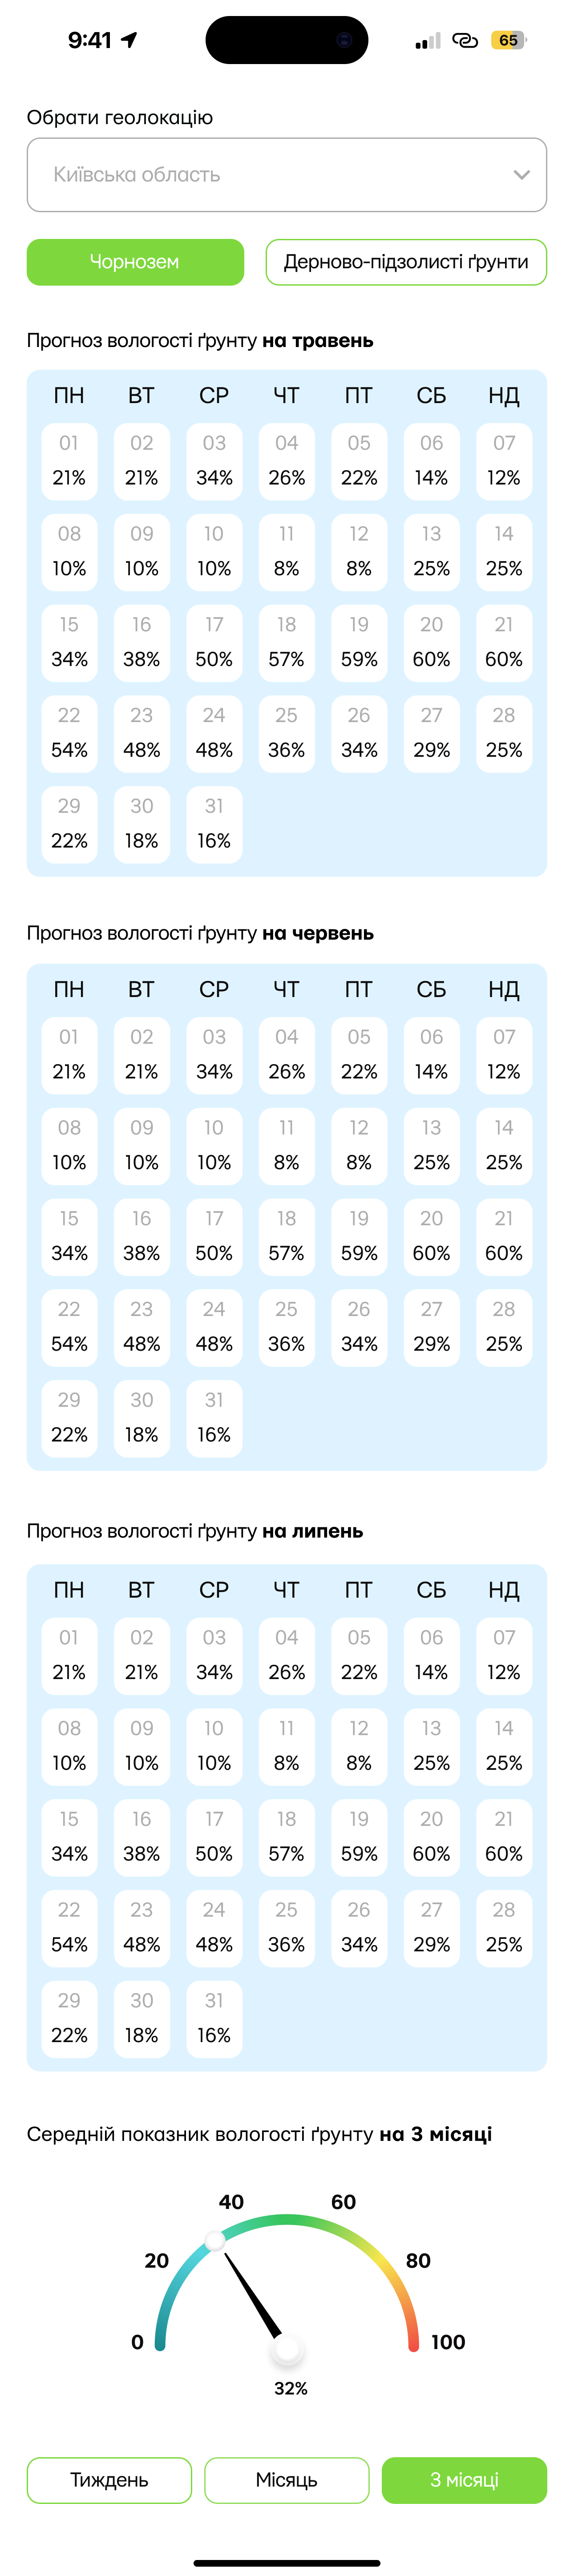 9:41
65
Обрати геолокацію
Київська область
Чорнозем Дерново-підзолисті ґрунти
Прогноз вологості ґрунту на травень
ПН ВТ СР ЧТ ПТ СБ НД
01 02 03 04 05 06 07
21% 21% 34% 26% 22% 14% 12%
08 09 10 11 12 13 14
10% 10% 10% 8% 8% 25% 25%
15 16 17 18 19 20 21
34% 38% 50% 57% 59% 60% 60%
22 23 24 25 26 27 28
54% 48% 48% 36% 34% 29% 25%
29 30 31
22% 18% 16%
Прогноз вологості ґрунту на червень
ПН ВТ СР ЧТ ПТ СБ НД
01 02 03 04 05 06 07
21% 21% 34% 26% 22% 14% 12%
08 09 10 11 12 13 14
10% 10% 10% 8% 8% 25% 25%
15 16 17 18 19 20 21
34% 38% 50% 57% 59% 60% 60%
22 23 24 25 26 27 28
54% 48% 48% 36% 34% 29% 25%
29 30 31
22% 18% 16%
Прогноз вологості ґрунту на липень
ПН ВТ СР ЧТ ПТ СБ НД
01 02 03 04 05 06 07
21% 21% 34% 26% 22% 14% 12%
08 09 10 11 12 13 14
10% 10% 10% 8% 8% 25% 25%
15 16 17 18 19 20 21
34% 38% 50% 57% 59% 60% 60%
22 23 24 25 26 27 28
54% 48% 48% 36% 34% 29% 25%
29 30 31
22% 18% 16%
Середній показник вологості ґрунту на 3 місяці
40 60
20 80
0 100
32%
Тиждень Місяць 3 місяці